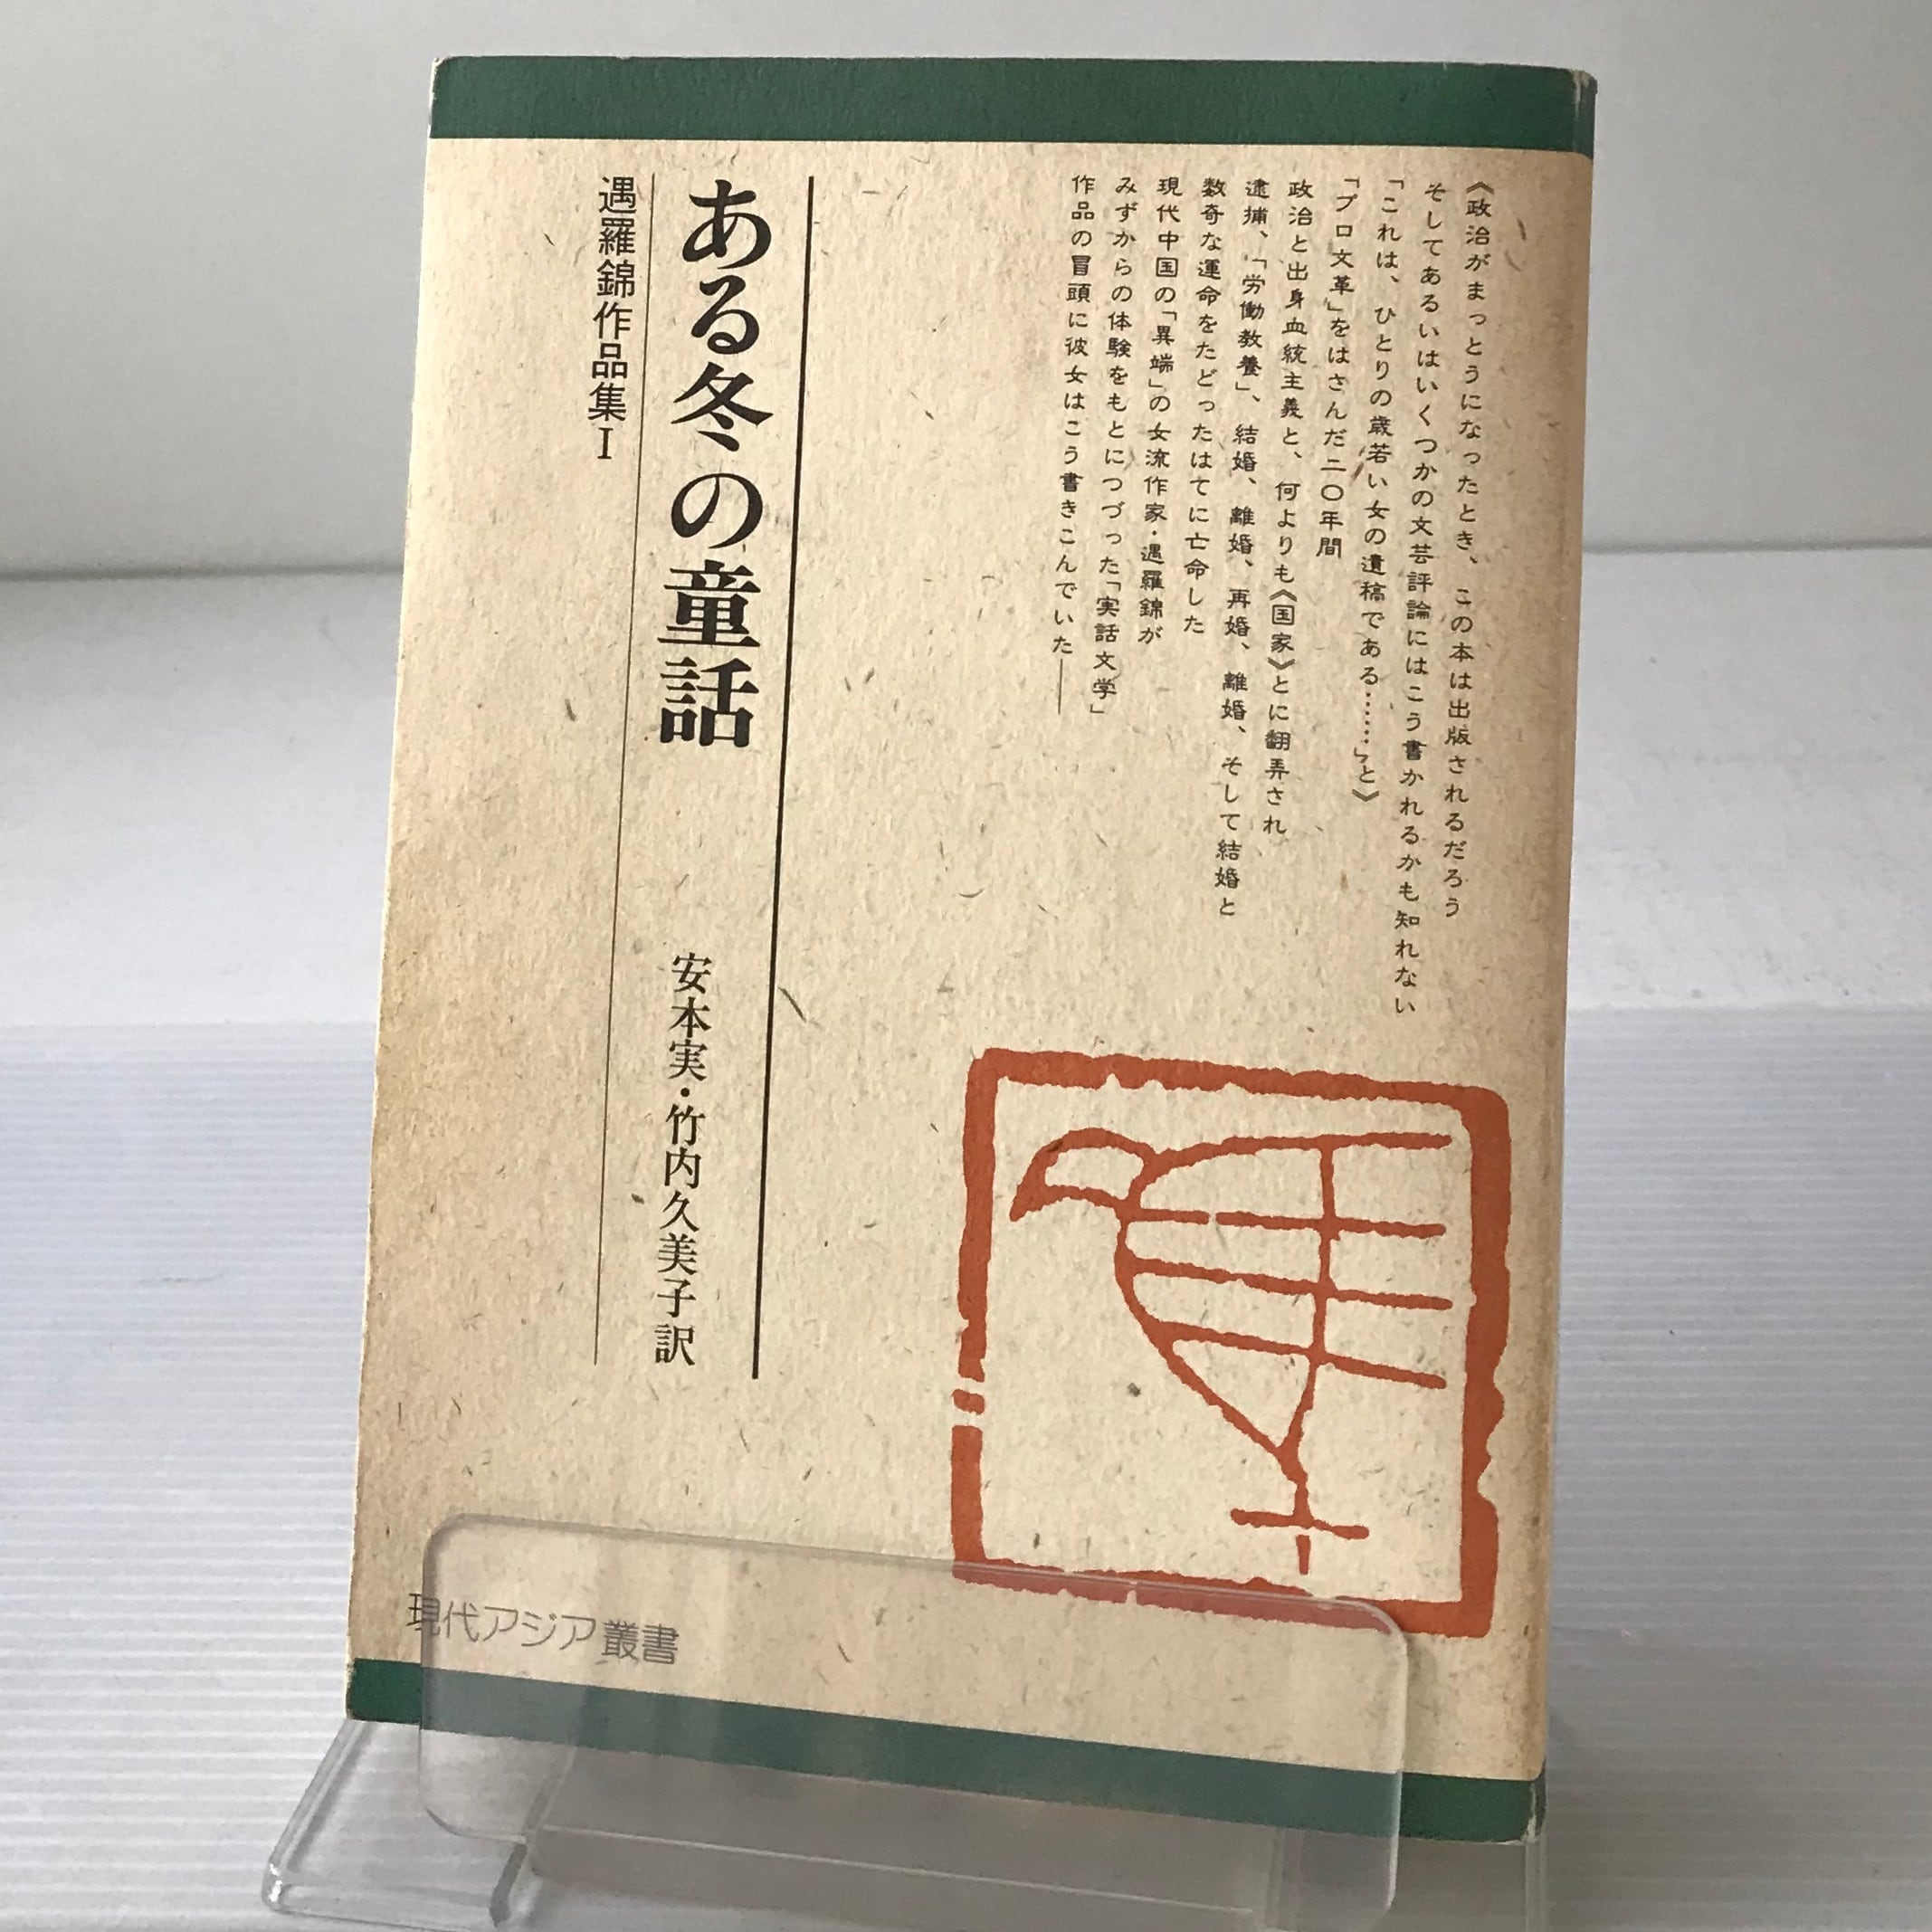 《政治がまっとうになったとき、この本は出版されるだろう
そしてあるいはいくつかの文芸評論にはこう書かれるかも知れない
「これは、ひとりの歳若い女の遺稿である……」と》
「プロ文革」をはさんだ二〇年間
政治と出身血統主義と、何よりも《国家》とに翻弄され
逮捕、「労働教養」、結婚、離婚、再婚、離婚、そして結婚と
数奇な運命をたどったはてに亡命した
現代中国の「異端」の女流作家・遇羅錦が
みずからの体験をもとにつづった「実話文学」
作品の冒頭に彼女はこう書きこんでいた──
ある冬の童話
安本実・竹内久美子訳
遇羅錦作品集I
現代アジア叢書